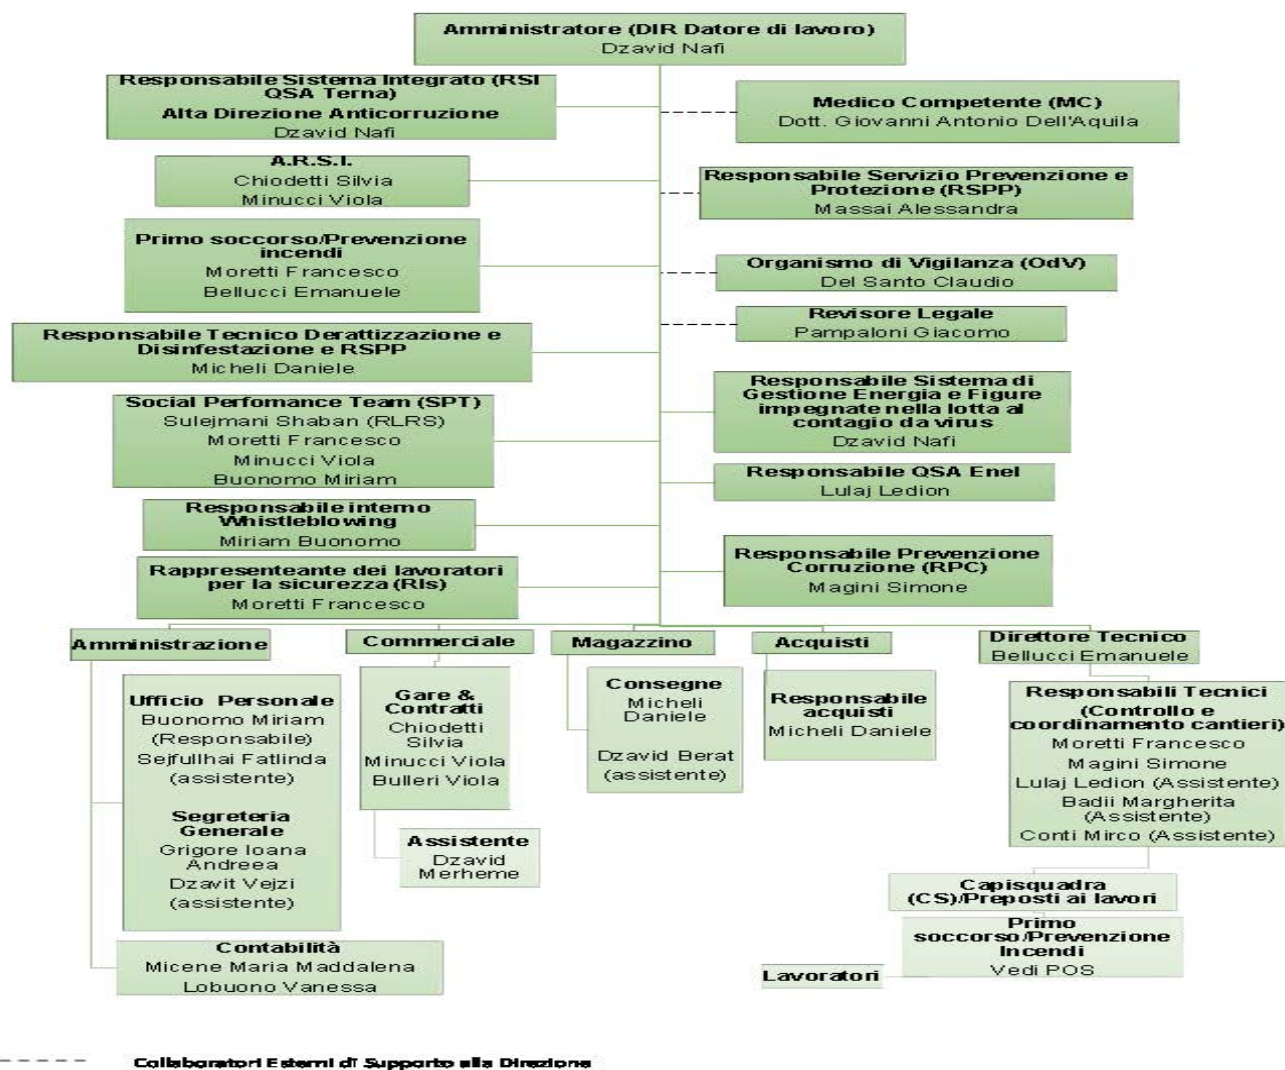 Amministratore (DIR Datore di lavoro)
Dzavid Nafi
Responsabile Sistema Integrato (RSI
QSA Terna)
Alta Direzione Anticorruzione
Dzavid Nafi
Medico Competente (MC)
Dott. Giovanni Antonio Dell'Aquila
A.R.S.I.
Chiodetti Silvia
Minucci Viola
Responsabile Servizio Prevenzione e
Protezione (RSPP)
Massai Alessandra
Primo soccorso/Prevenzione
incendi
Moretti Francesco
Bellucci Emanuele
Organismo di Vigilanza (OdV)
Del Santo Claudio
Revisore Legale
Pampaloni Giacomo
Responsabile Tecnico Derattizzazione e
Disinfestazione e RSPP
Micheli Daniele
Responsabile Sistema di
Gestione Energia e Figure
impegnate nella lotta al
contagio da virus
Dzavid Nafi
Social Perfomance Team (SPT)
Sulejmani Shaban (RLRS)
Moretti Francesco
Minucci Viola
Buonomo Miriam
Responsabile QSA Enel
Lulaj Ledion
Responsabile interno
Whistleblowing
Miriam Buonomo
Responsabile Prevenzione
Corruzione (RPC)
Magini Simone
Rappresenteante dei lavoratori
per la sicurezza (Rls)
Moretti Francesco
Amministrazione
Commerciale
Magazzino
Acquisti
Direttore Tecnico
Bellucci Emanuele
Ufficio Personale
Buonomo Miriam
(Responsabile)
Sejfullhai Fatlinda
(assistente)
Segreteria
Generale
Grigore Ioana
Andreea
Dzavit Vejzi
(assistente)
Contabilità
Micene Maria Maddalena
Lobuono Vanessa
Gare &
Contratti
Chiodetti
Silvia
Minucci Viola
Bulleri Viola
Assistente
Dzavid
Merheme
Consegne
Micheli
Daniele
Dzavid Berat
(assistente)
Responsabile
acquisti
Micheli Daniele
Responsabili Tecnici
(Controllo e
coordinamento cantieri)
Moretti Francesco
Magini Simone
Lulaj Ledion (Assistente)
Badii Margherita
(Assistente)
Conti Mirco (Assistente)
Capisquadra
(CS)/Preposti ai lavori
Primo
soccorso/Prevenzione
Incendi
Vedi POS
Lavoratori
Collaboratori Esterni di Supporto alla Direzione